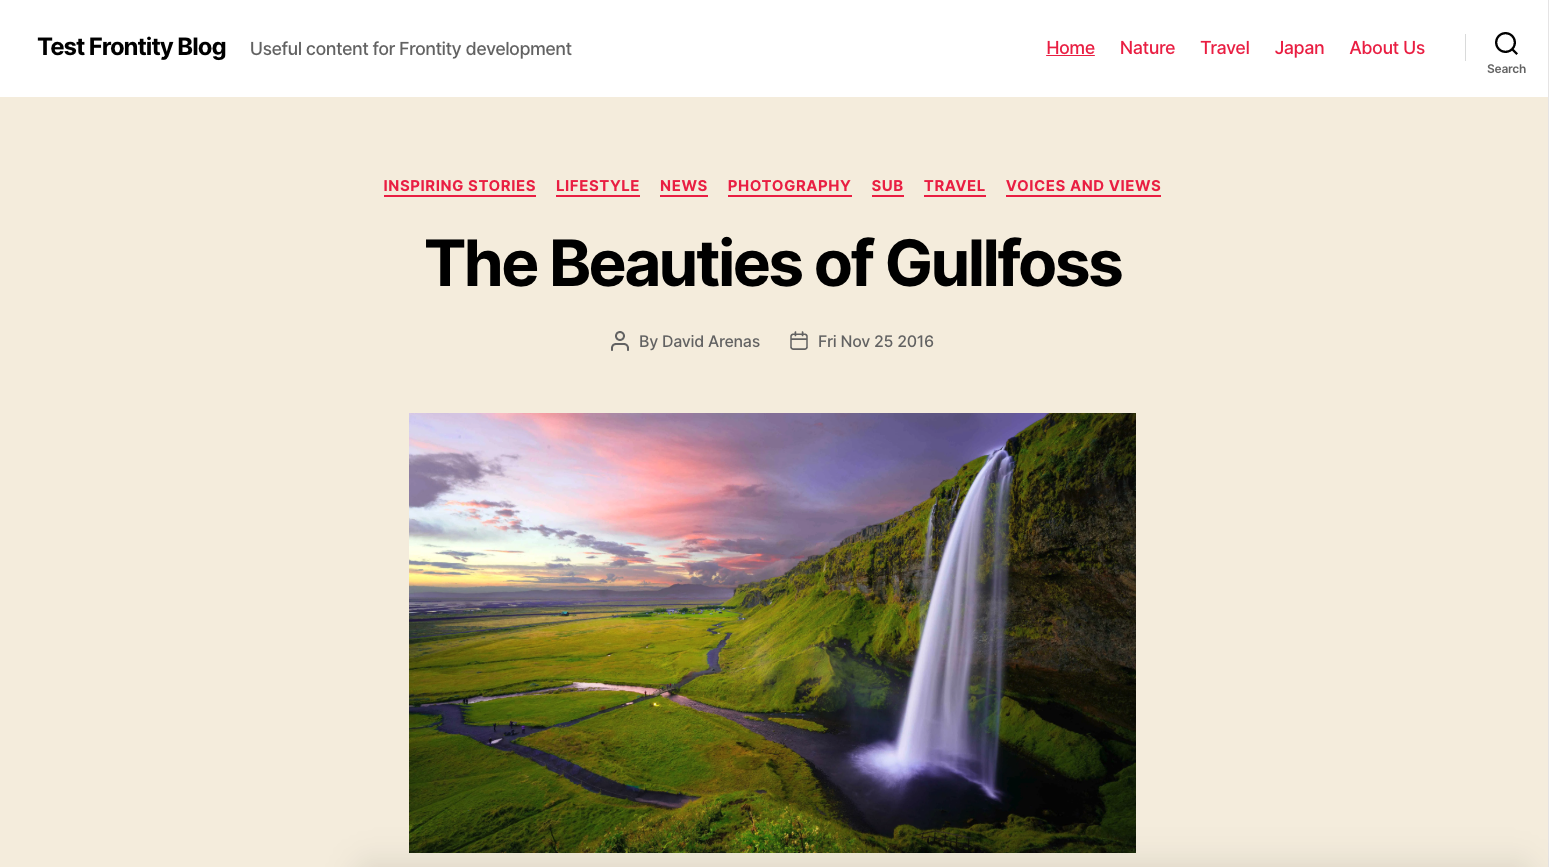 Test Frontity Blog Useful content for Frontity development Home Nature Travel Japan About Us
Search
INSPIRING STORIES LIFESTYLE NEWS PHOTOGRAPHY SUB TRAVEL VOICES AND VIEWS
The Beauties of Gullfoss
By David Arenas Fri Nov 25 2016